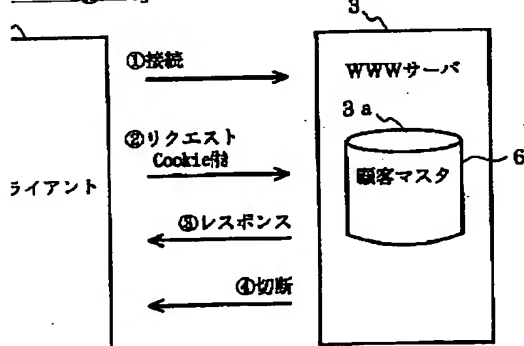 3
①接続
WWWサーバ
3a
②リクエスト
Cookie付
顧客マスタ
6
ライアント
③レスポンス
④切断